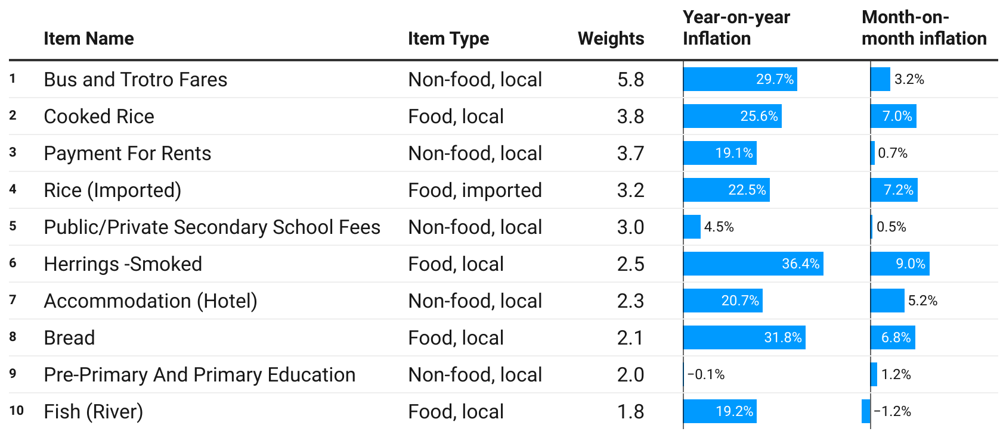 Item Name Item Type Weights Year-on-year Inflation Month-on-month inflation
1 Bus and Trotro Fares Non-food, local 5.8 29.7% 3.2%
2 Cooked Rice Food, local 3.8 25.6% 7.0%
3 Payment For Rents Non-food, local 3.7 19.1% 0.7%
4 Rice (Imported) Food, imported 3.2 22.5% 7.2%
5 Public/Private Secondary School Fees Non-food, local 3.0 4.5% 0.5%
6 Herrings -Smoked Food, local 2.5 36.4% 9.0%
7 Accommodation (Hotel) Non-food, local 2.3 20.7% 5.2%
8 Bread Food, local 2.1 31.8% 6.8%
9 Pre-Primary And Primary Education Non-food, local 2.0 −0.1% 1.2%
10 Fish (River) Food, local 1.8 19.2% −1.2%